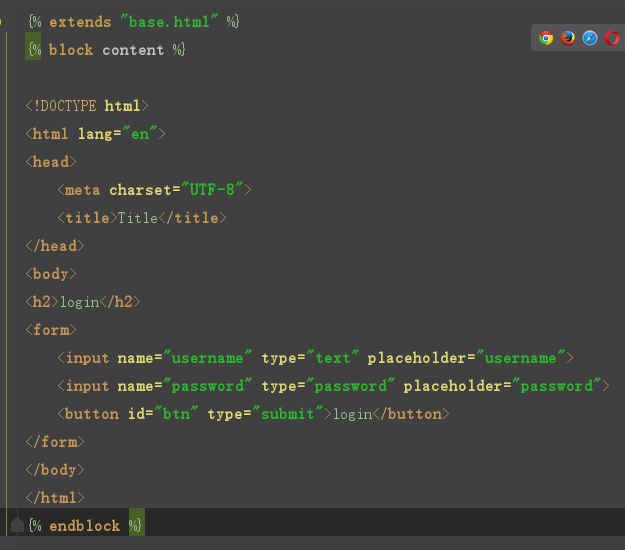 {% extends "base.html" %}
{% block content %}
<!DOCTYPE html>
<html lang="en">
<head>
<meta charset="UTF-8">
<title>Title</title>
</head>
<body>
<h2>login</h2>
<form>
<input name="username" type="text" placeholder="username">
<input name="password" type="password" placeholder="password">
<button id="btn" type="submit">login</button>
</form>
</body>
</html>
{% endblock %}